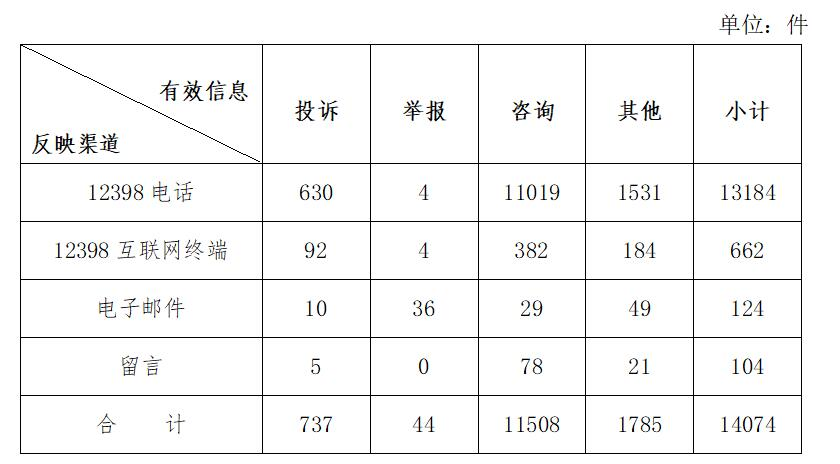 单位：件
有效信息
反映渠道 投诉 举报 咨询 其他 小计
12398 电话 630 4 11019 1531 13184
12398 互联网终端 92 4 382 184 662
电子邮件 10 36 29 49 124
留言 5 0 78 21 104
合 计 737 44 11508 1785 14074